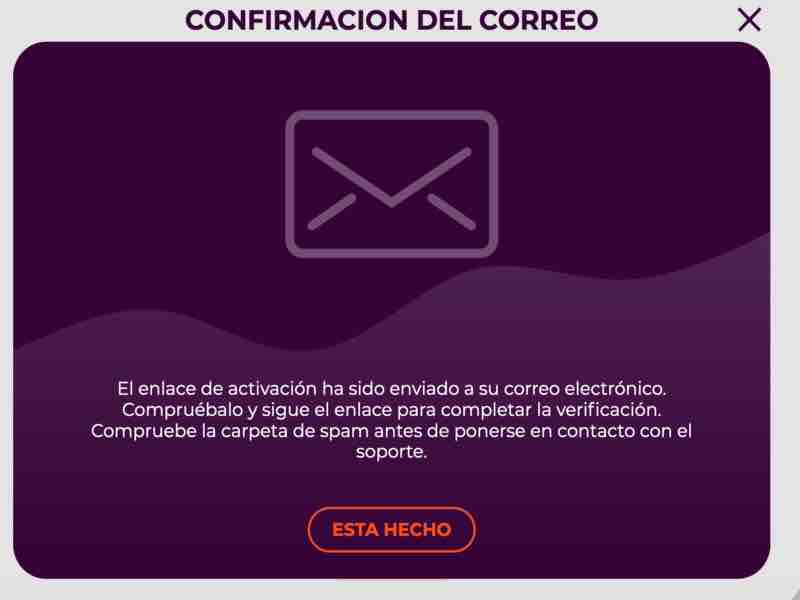 CONFIRMACION DEL CORREO
El enlace de activación ha sido enviado a su correo electrónico.
Compruébalo y sigue el enlace para completar la verificación.
Compruebe la carpeta de spam antes de ponerse en contacto con el
soporte.
ESTA HECHO